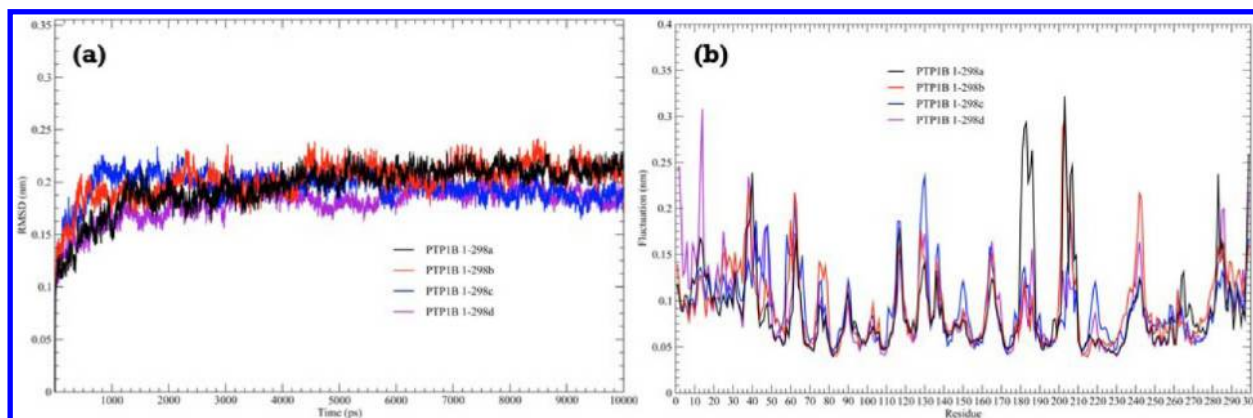 (a)
0.35
0.3
0.25
0.2
0.15
0.1
0.05
0
RMSD (nm)
PTP1B 1-298a
PTP1B 1-298b
PTP1B 1-298c
PTP1B 1-298d
1000 2000 3000 4000 5000 6000 7000 8000 9000 10000
Time (ps)
(b)
0.4
0.35
0.3
0.25
0.2
0.15
0.1
0.05
0
Fluctuation (nm)
PTP1B 1-298a
PTP1B 1-298b
PTP1B 1-298c
PTP1B 1-298d
0 10 20 30 40 50 60 70 80 90 100 110 120 130 140 150 160 170 180 190 200 210 220 230 240 250 260 270 280 290
Residue